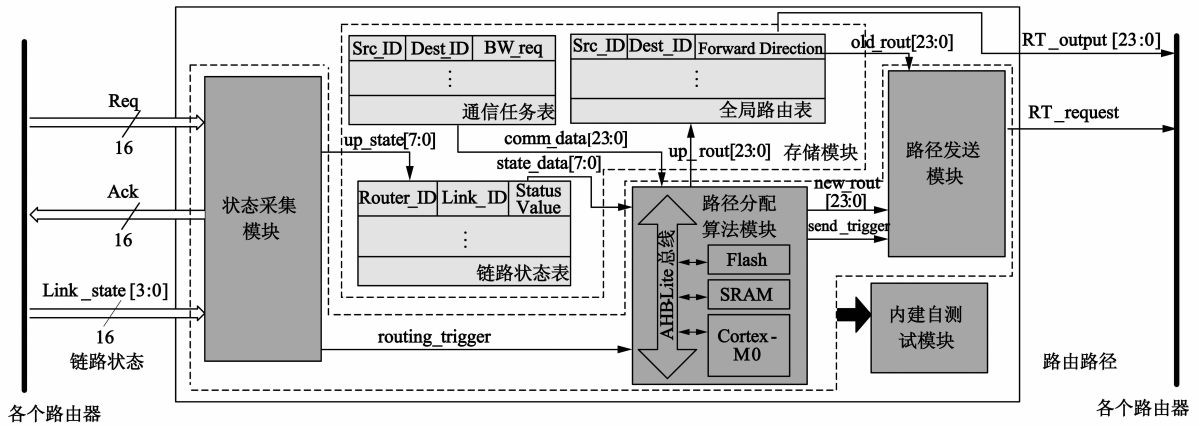 Src_ID Dest ID BW_req
⋮
通信任务表
Src_ID Dest_ID Forward Direction
⋮
全局路由表
old_rout[23:0]
RT_output [23:0]
Req
16
up_state[7:0]
comm_data[23:0]
state_data[7:0]
up_rout[23:0]
存储模块
路径发送
模块
RT_request
Ack
16
状态采集
模块
Router_ID Link_ID Status
Value
⋮
链路状态表
路径分配
算法模块
new_rout
[23:0]
send_trigger
AHB-Lite总线
Flash
SRAM
Cortex-
M0
Link_state [3:0]
16
链路状态
routing_trigger
内建自测
试模块
路由路径
各个路由器
各个路由器